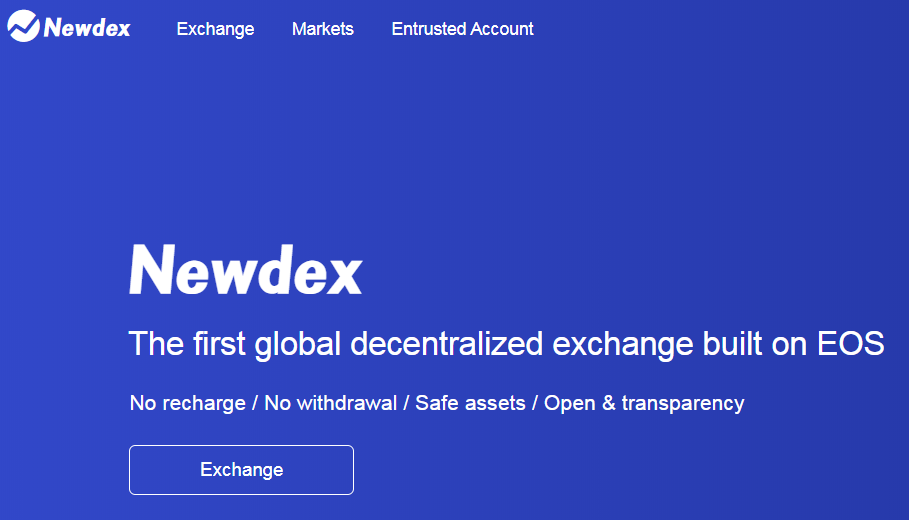 Newdex Exchange Markets Entrusted Account
Newdex
The first global decentralized exchange built on EOS
No recharge / No withdrawal / Safe assets / Open & transparency
Exchange